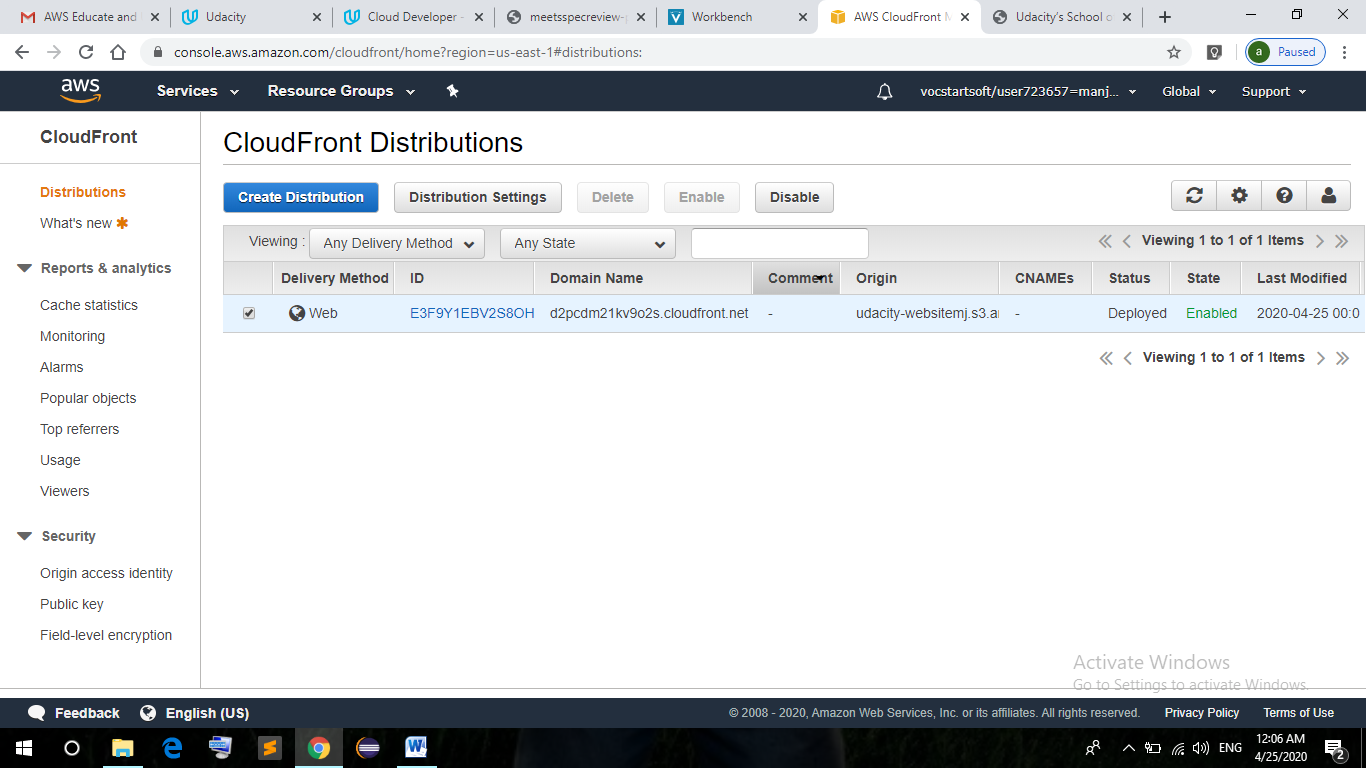 AWS Educate and
Udacity
Cloud Developer -
meetsspecreview-
Workbench
AWS CloudFront M
Udacity's School o
console.aws.amazon.com/cloudfront/home?region=us-east-1#distributions:
a Paused
aws Services Resource Groups vocstartsoft/user723657=manj... Global Support
CloudFront
Distributions
What's new
Reports & analytics
Cache statistics
Monitoring
Alarms
Popular objects
Top referrers
Usage
Viewers
Security
Origin access identity
Public key
Field-level encryption
CloudFront Distributions
Create Distribution Distribution Settings Delete Enable Disable
Viewing : Any Delivery Method Any State Viewing 1 to 1 of 1 Items
Delivery Method ID Domain Name Comment Origin CNAMEs Status State Last Modified
Web E3F9Y1EBV2S8OH d2pcdm21kv9o2s.cloudfront.net - udacity-websitemj.s3.a - Deployed Enabled 2020-04-25 00:0
Viewing 1 to 1 of 1 Items
Activate Windows
Go to Settings to activate Windows.
Feedback English (US) © 2008 - 2020, Amazon Web Services, Inc. or its affiliates. All rights reserved. Privacy Policy Terms of Use
ENG
12:06 AM
4/25/2020
2